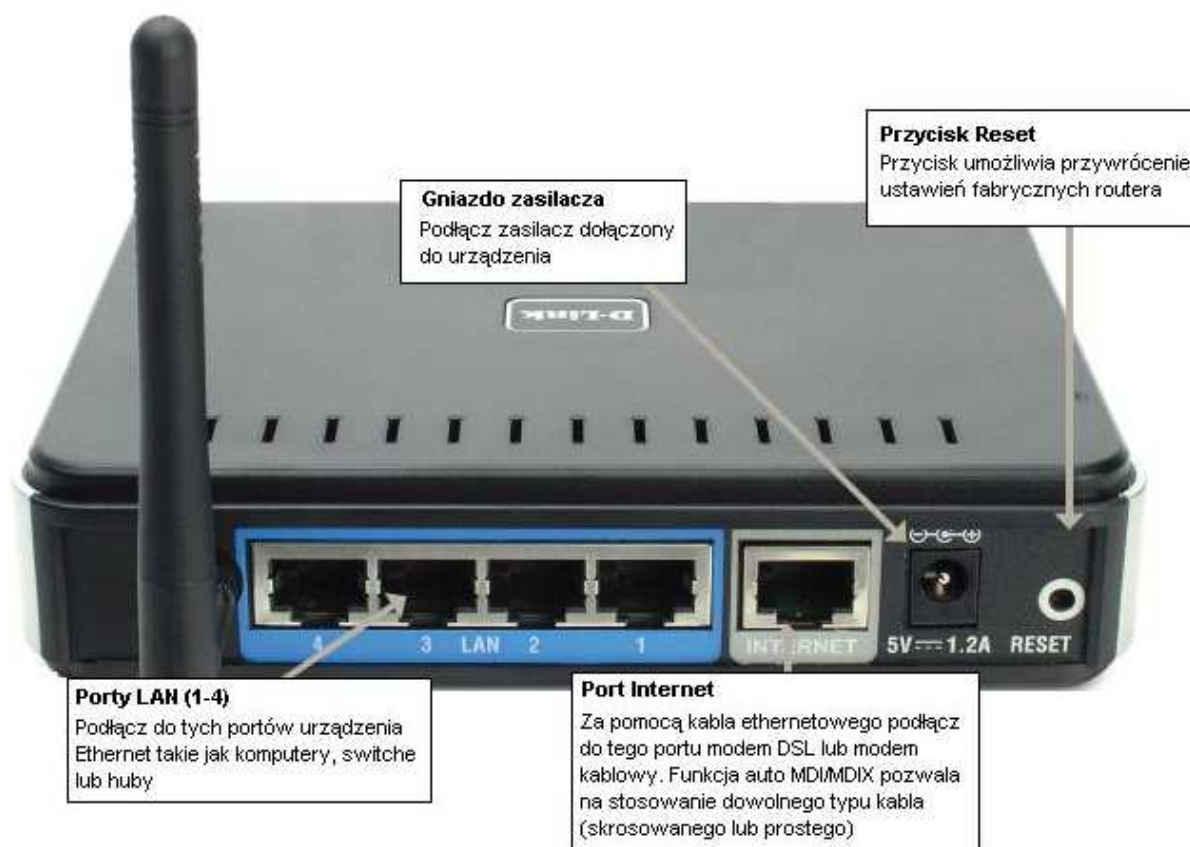 Przycisk Reset
Przycisk umożliwia przywrócenie
ustawień fabrycznych routera
Gniazdo zasilacza
Podłącz zasilacz dołączony
do urządzenia
D-Link
4 3 LAN 2 1
INTERNET
5V⎓1.2A
RESET
Porty LAN (1-4)
Podłącz do tych portów urządzenia
Ethernet takie jak komputery, switche
lub huby
Port Internet
Za pomocą kabla ethernetowego podłącz
do tego portu modem DSL lub modem
kablowy. Funkcja auto MDI/MDIX pozwala
na stosowanie dowolnego typu kabla
(skrosowanego lub prostego)